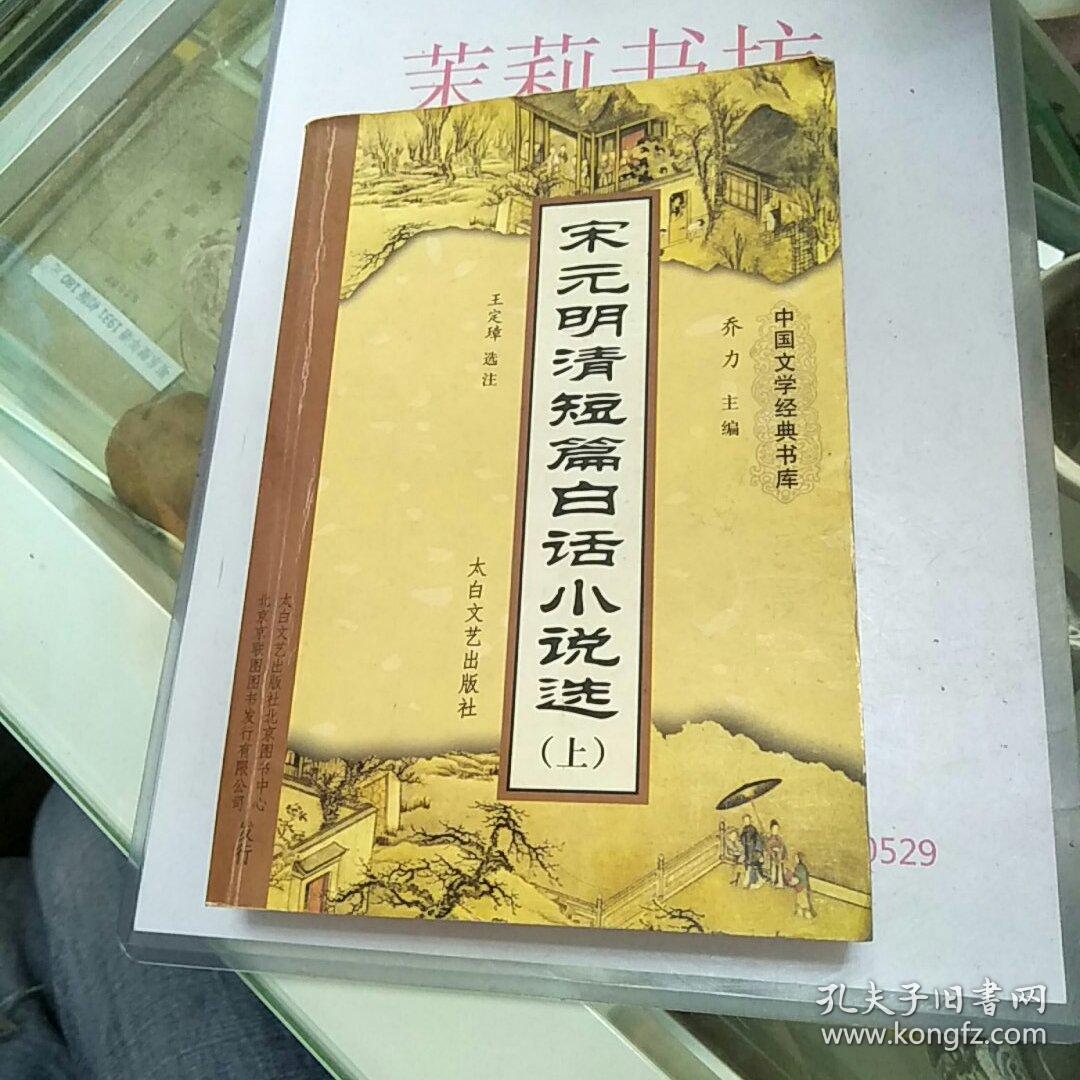 茉莉书坊
中国文学经典书库
乔力 主编
宋元明清短篇白话小说选（上）
王定璋 选注
太白文艺出版社
太白文艺出版社北京图书中心
北京京联图图书发行有限公司 发行
0529
孔夫子旧書网
www.kongfz.com